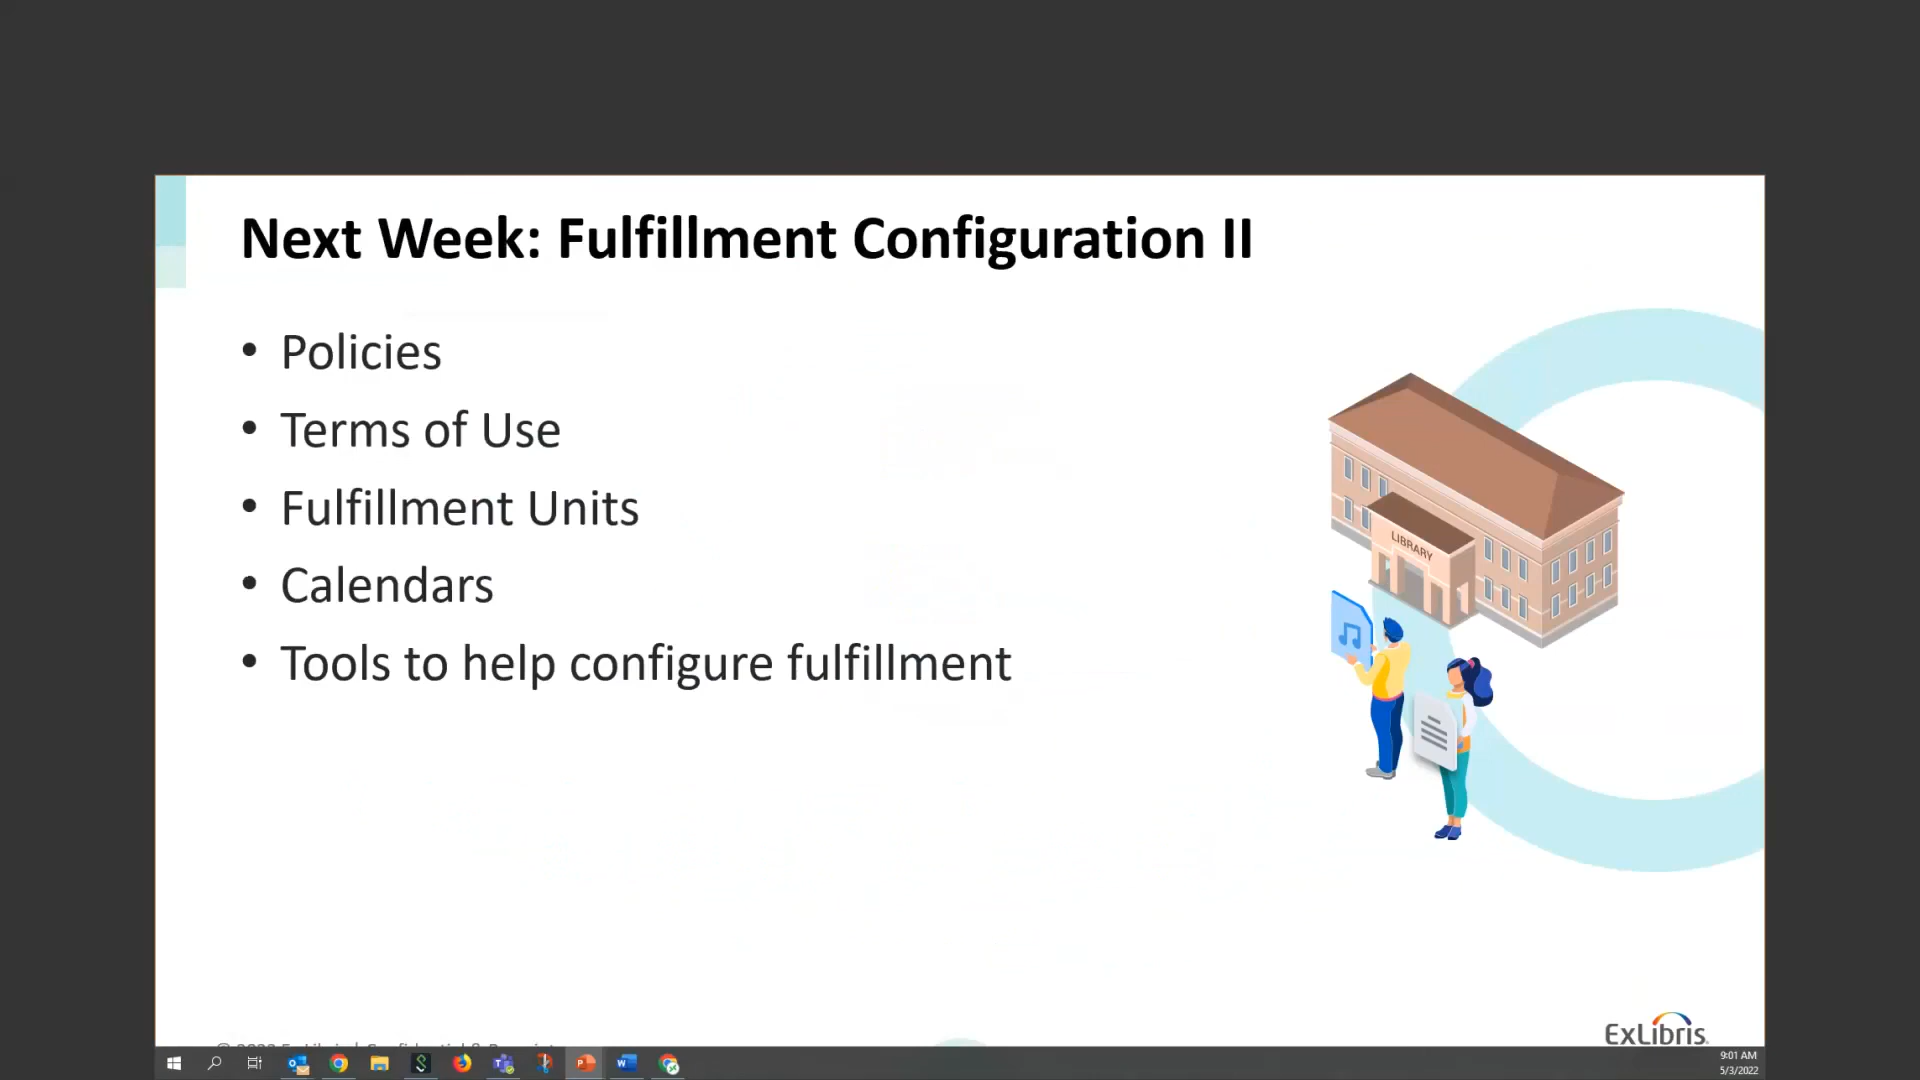 Next Week: Fulfillment Configuration II
• Policies
• Terms of Use
• Fulfillment Units
• Calendars
• Tools to help configure fulfillment
LIBRARY
ExLibris
9:01 AM
5/3/2022